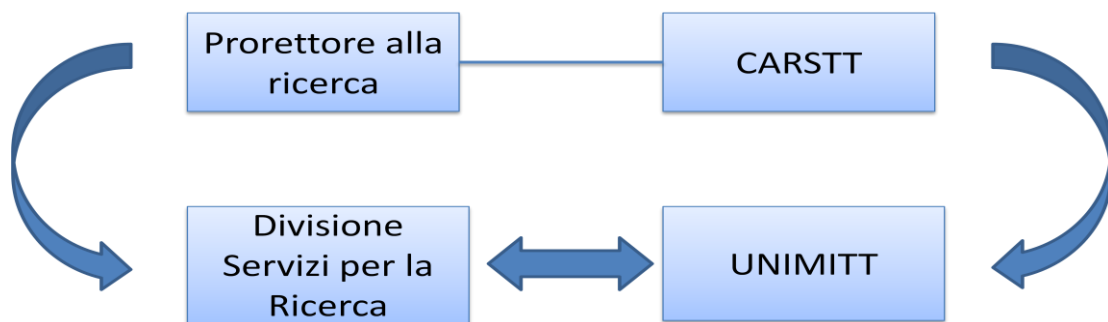 Prorettore alla
ricerca
CARSTT
Divisione
Servizi per la
Ricerca
UNIMITT